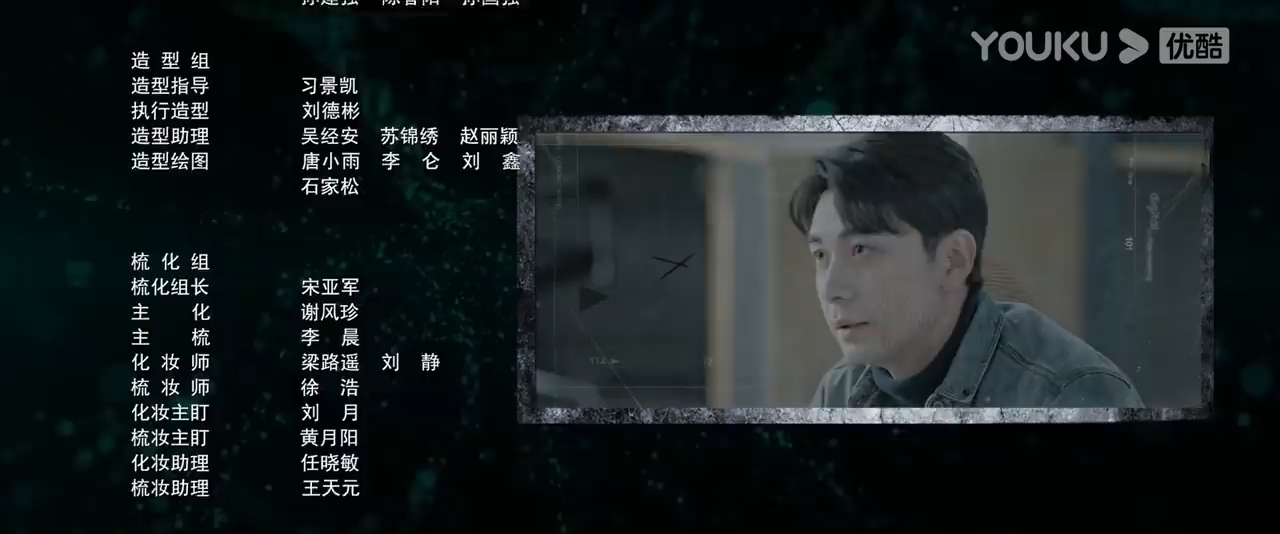 YOUKU 优酷
造型组
造型指导 习景凯
执行造型 刘德彬
造型助理 吴经安 苏锦绣 赵丽颖
造型绘图 唐小雨 李仑 刘鑫
石家松
梳化组
梳化组长 宋亚军
主化 谢风珍
主梳 李晨
化妆师 梁路遥 刘静
梳妆师 徐浩
化妆主盯 刘月
梳妆主盯 黄月阳
化妆助理 任晓敏
梳妆助理 王天元
101